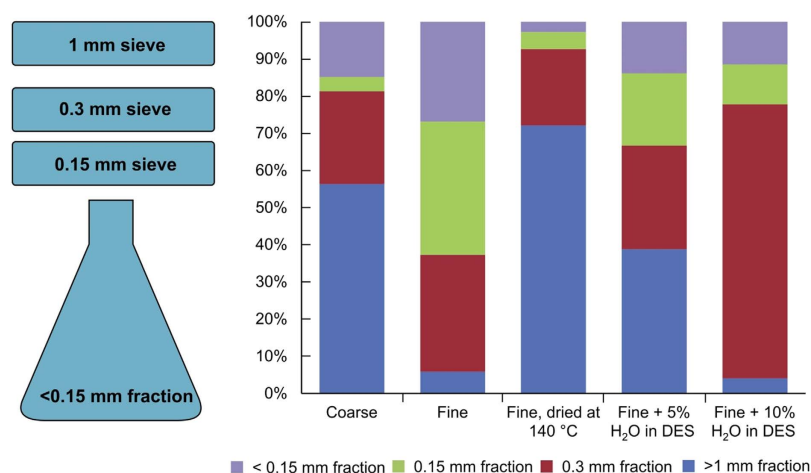 1 mm sieve
0.3 mm sieve
0.15 mm sieve
<0.15 mm fraction
100%
90%
80%
70%
60%
50%
40%
30%
20%
10%
0%
Coarse
Fine
Fine, dried at
140 °C
Fine + 5%
H₂O in DES
Fine + 10%
H₂O in DES
< 0.15 mm fraction
0.15 mm fraction
0.3 mm fraction
>1 mm fraction